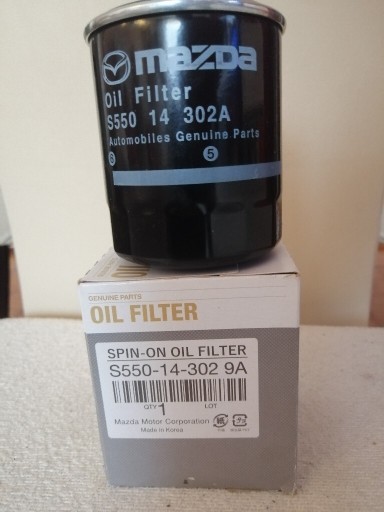 mazda
Oil Filter
S550 14 302A
Automobiles Genuine Parts
6
5
GENUINE PARTS
OIL FILTER
SPIN-ON OIL FILTER
S550-14-302 9A
QTY 1 LOT
Mazda Motor Corporation
Made in Korea